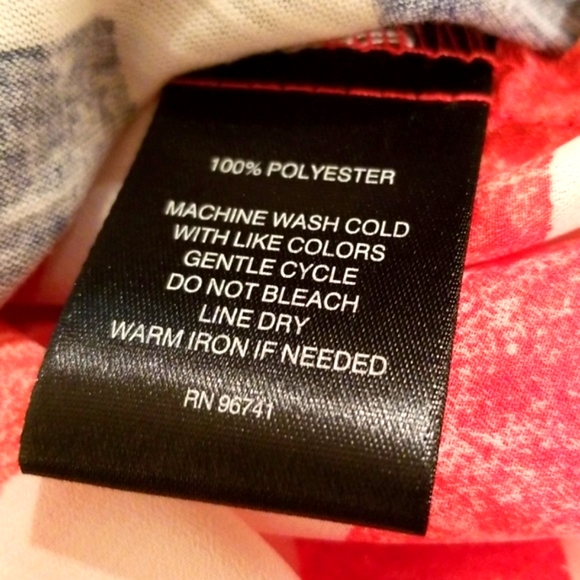 100% POLYESTER
MACHINE WASH COLD
WITH LIKE COLORS
GENTLE CYCLE
DO NOT BLEACH
LINE DRY
WARM IRON IF NEEDED
RN 96741